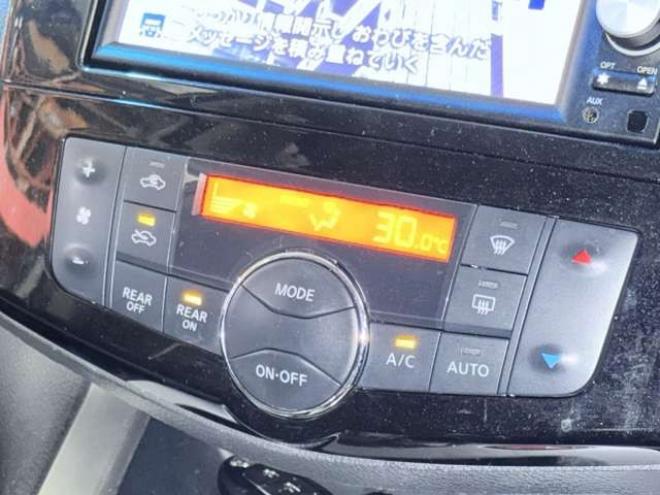 情報開示しおわびを含んだ
メッセージを積み重ねていく
OPT
OPEN
AUX
30.0℃
REAR OFF
REAR ON
MODE
ON·OFF
A/C
AUTO